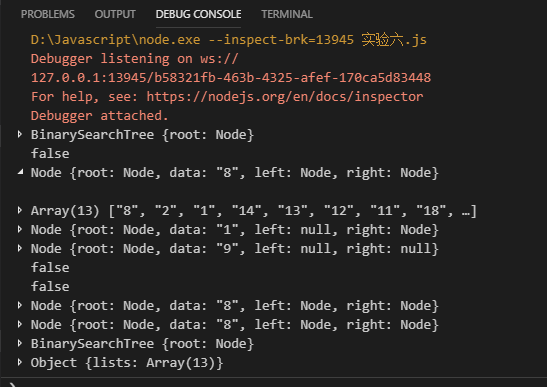 PROBLEMS OUTPUT DEBUG CONSOLE TERMINAL
D:\Javascript\node.exe --inspect-brk=13945 实验六.js
Debugger listening on ws://
127.0.0.1:13945/b58321fb-463b-4325-afef-170ca5d83448
For help, see: https://nodejs.org/en/docs/inspector
Debugger attached.
BinarySearchTree {root: Node}
false
Node {root: Node, data: "8", left: Node, right: Node}
Array(13) ["8", "2", "1", "14", "13", "12", "11", "18", …]
Node {root: Node, data: "1", left: null, right: Node}
Node {root: Node, data: "9", left: null, right: null}
false
false
Node {root: Node, data: "8", left: Node, right: Node}
Node {root: Node, data: "8", left: Node, right: Node}
BinarySearchTree {root: Node}
Object {lists: Array(13)}